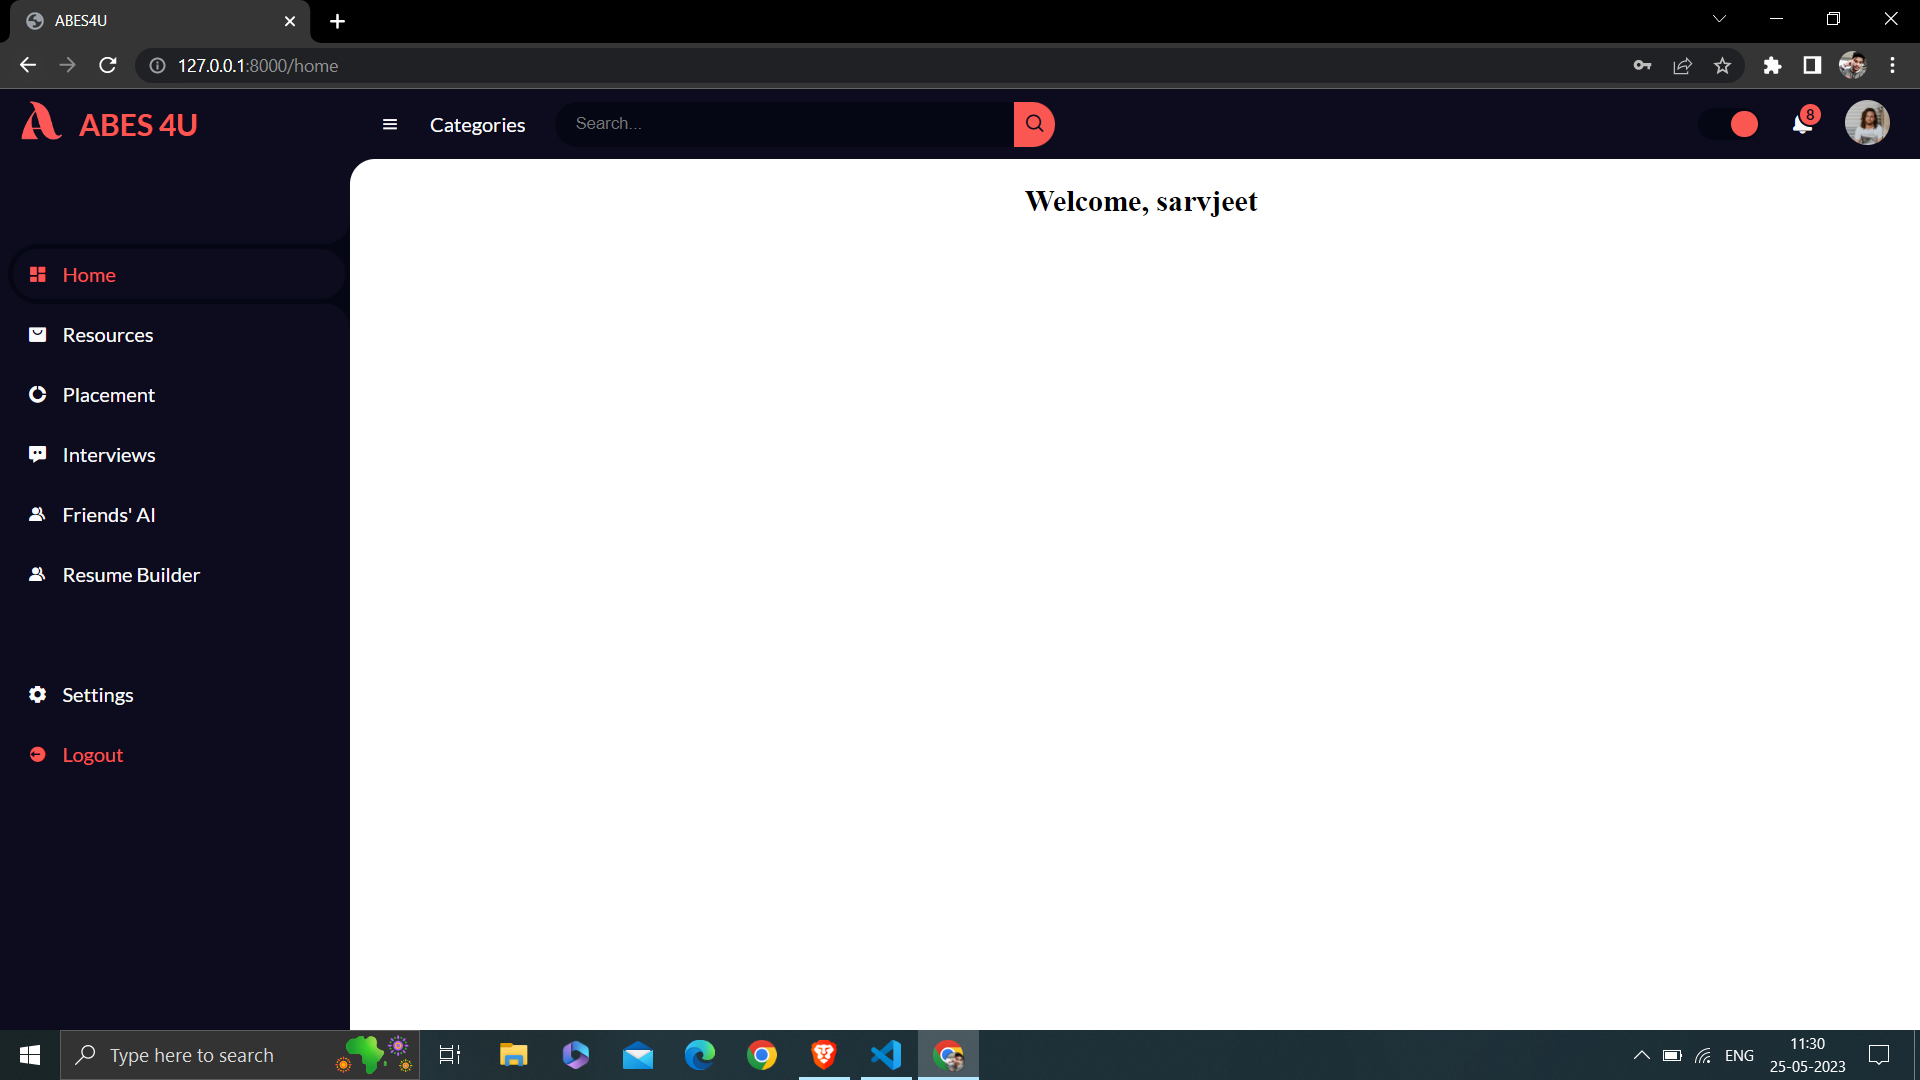 ABES4U
127.0.0.1:8000/home
ABES 4U
Categories
Search...
8
Welcome, sarvjeet
Home
Resources
Placement
Interviews
Friends' AI
Resume Builder
Settings
Logout
Type here to search
ENG
11:30
25-05-2023